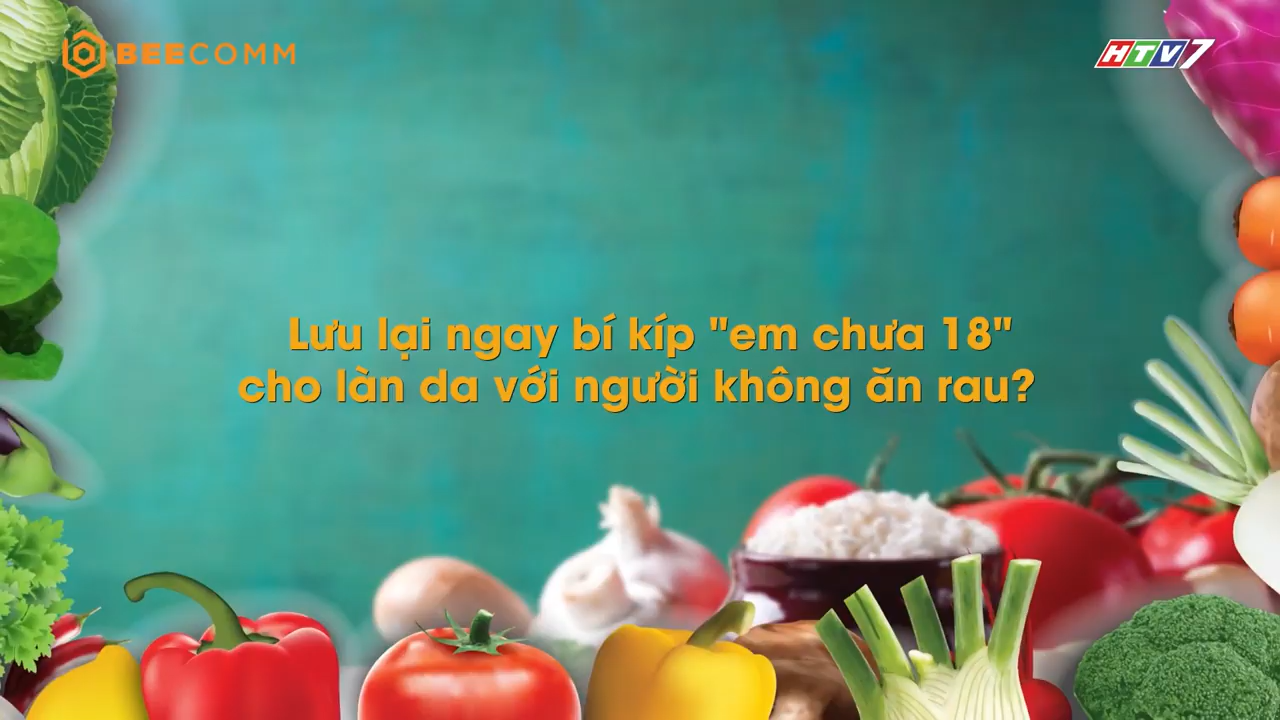 BEECOMM
HTV7
Lưu lại ngay bí kíp "em chưa 18"
cho làn da với người không ăn rau?